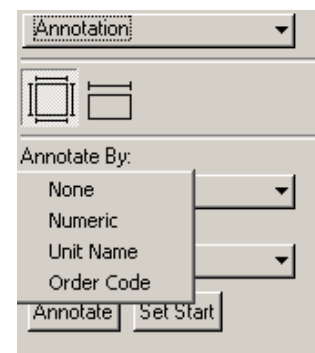 Annotation
Annotate By:
None
Numeric
Unit Name
Order Code
Annotate Set Start